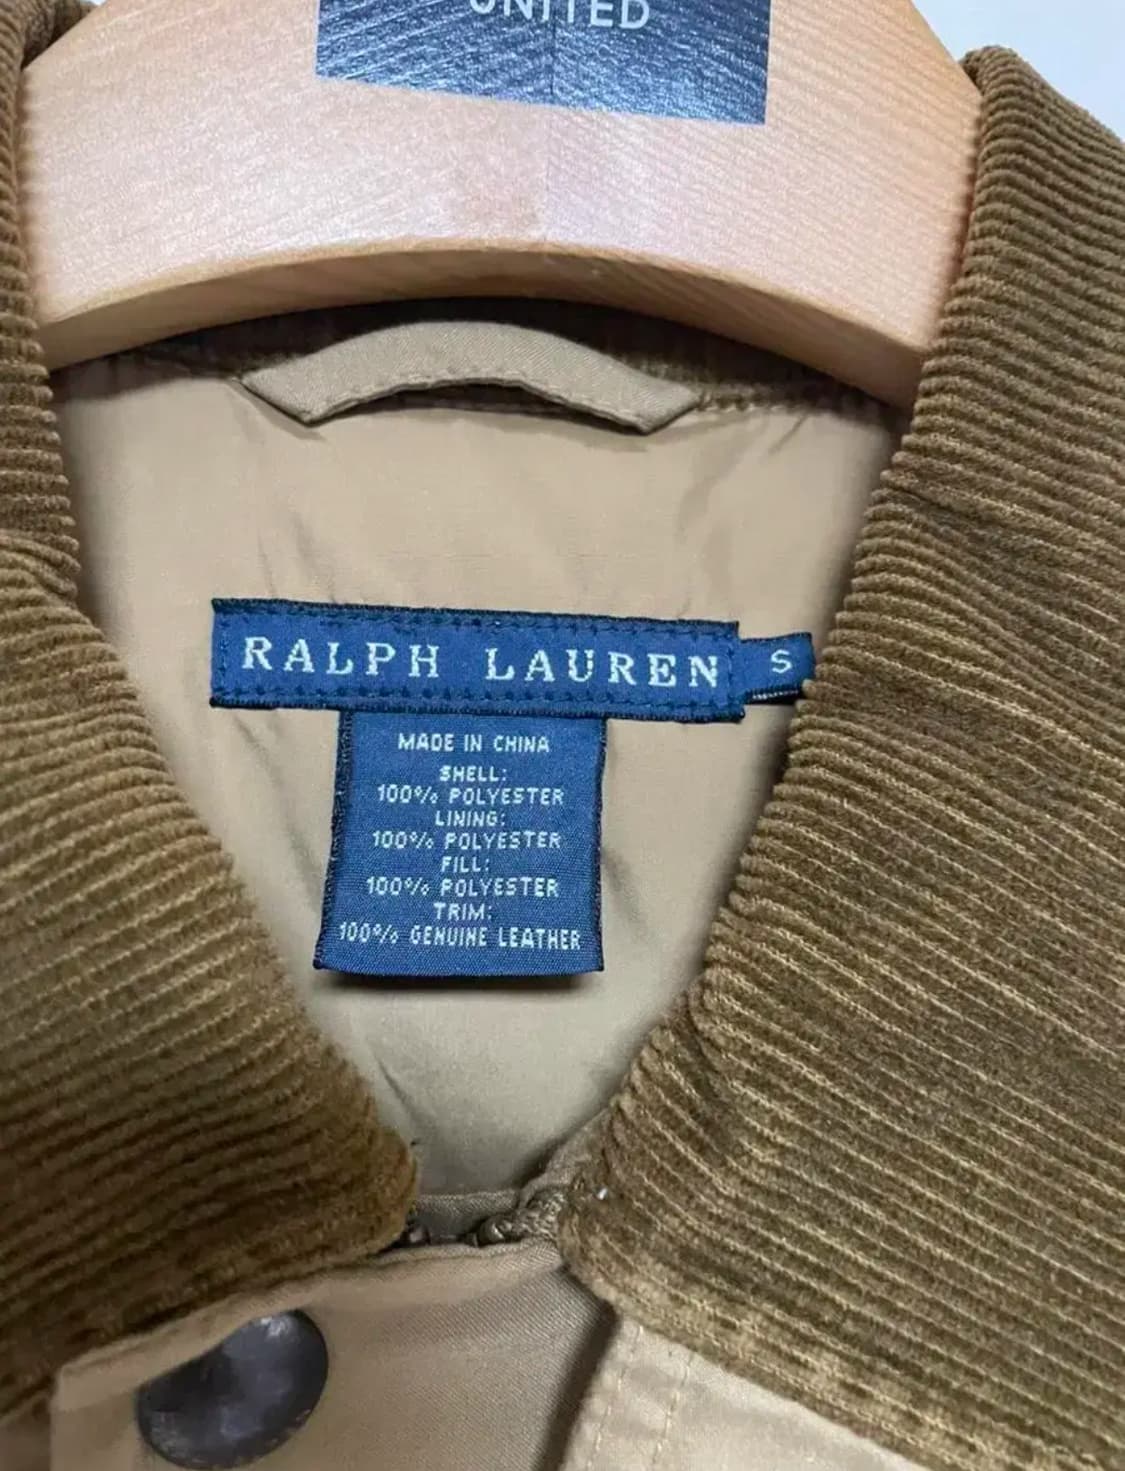 UNITED
RALPH LAUREN S
MADE IN CHINA
SHELL:
100% POLYESTER
LINING:
100% POLYESTER
FILL:
100% POLYESTER
TRIM:
100% GENUINE LEATHER